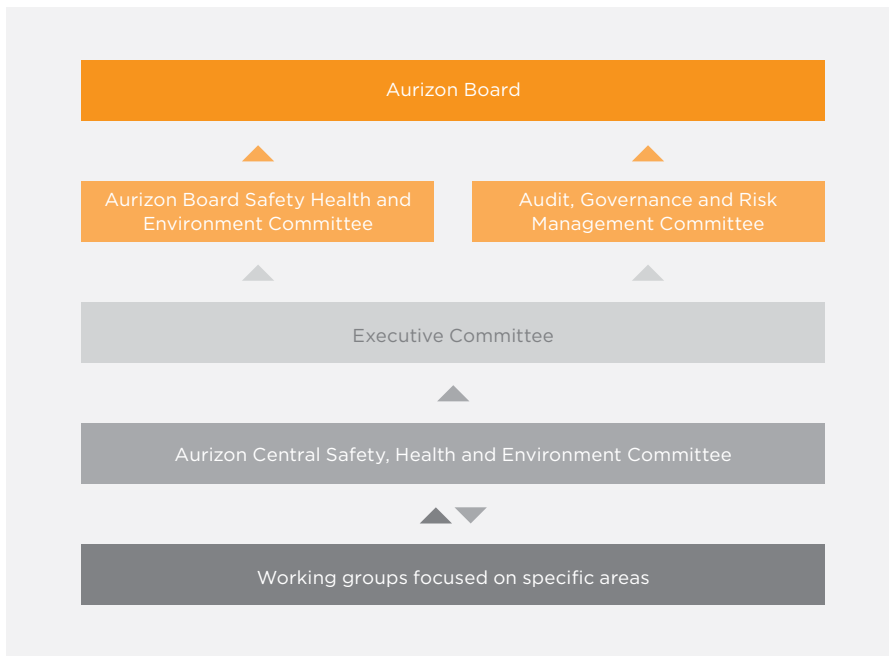 Aurizon Board
Aurizon Board Safety Health and
Environment Committee
Audit, Governance and Risk
Management Committee
Executive Committee
Aurizon Central Safety, Health and Environment Committee
Working groups focused on specific areas